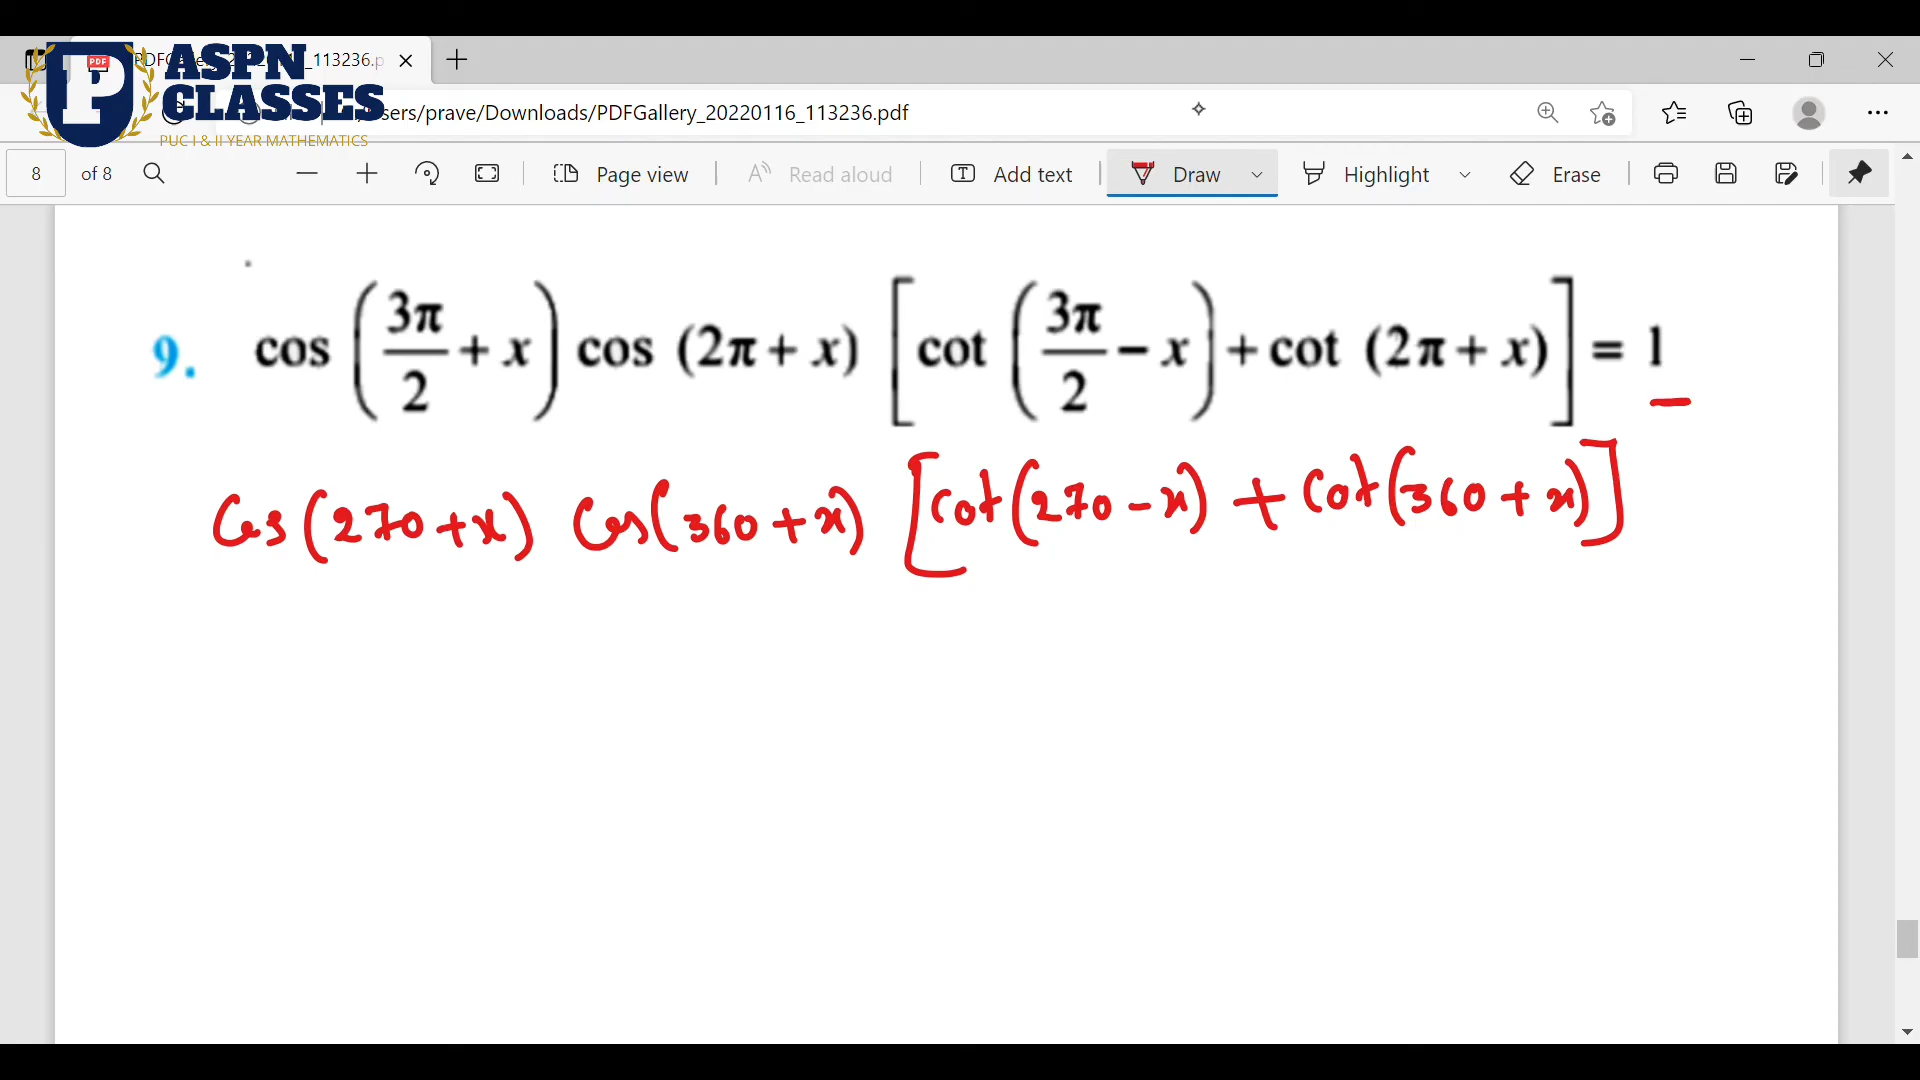 PDFGallery_20220116_113236.p
ASPN
CLASSES
PUC I & II YEAR MATHEMATICS
sers/prave/Downloads/PDFGallery_20220116_113236.pdf
8 of 8 Page view Read aloud Add text Draw Highlight Erase
9. cos (3π/2 + x) cos (2π + x) [cot (3π/2 − x) + cot (2π + x)] = 1
Cos(270+x) Cos(360+x) [Cot(270-x) + Cot(360+x)]